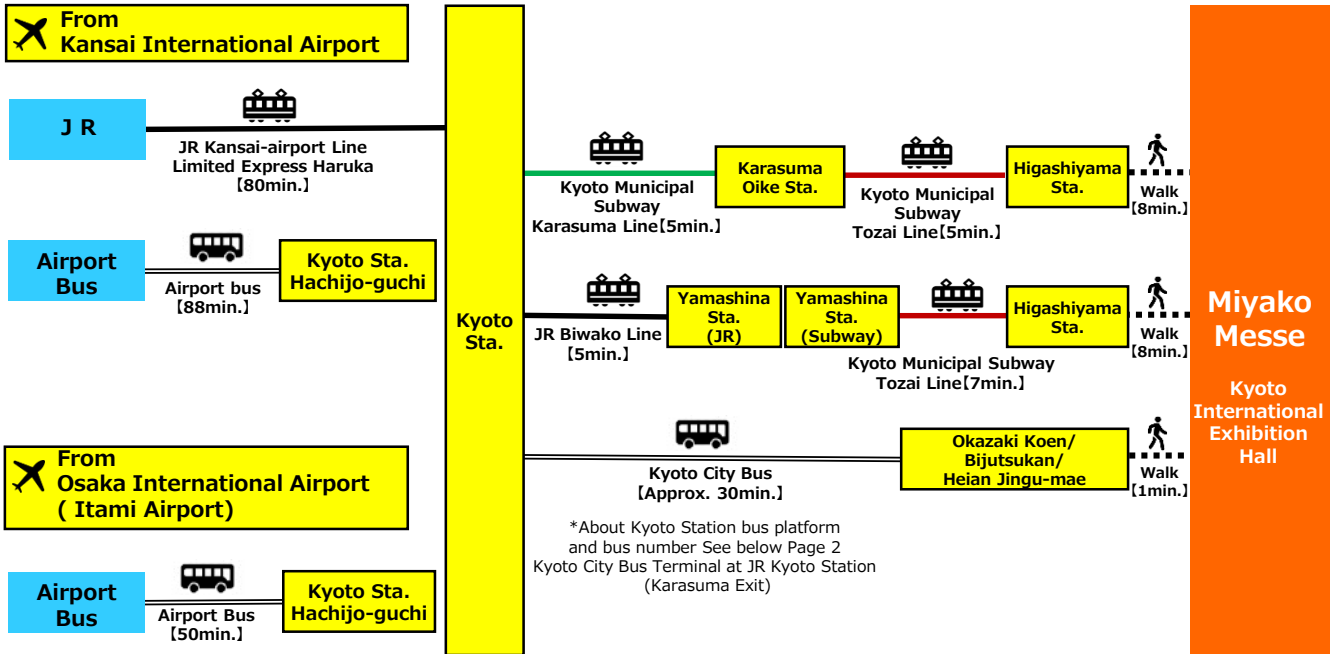 From
Kansai International Airport
J R
JR Kansai-airport Line
Limited Express Haruka
【80min.】
Airport
Bus
Airport bus
【88min.】
Kyoto Sta.
Hachijo-guchi
From
Osaka International Airport
( Itami Airport)
Airport
Bus
Airport Bus
【50min.】
Kyoto Sta.
Hachijo-guchi
Kyoto
Sta.
Kyoto Municipal
Subway
Karasuma Line【5min.】
Karasuma
Oike Sta.
Kyoto Municipal
Subway
Tozai Line【5min.】
Higashiyama
Sta.
Walk
【8min.】
JR Biwako Line
【5min.】
Yamashina
Sta.
(JR)
Yamashina
Sta.
(Subway)
Kyoto Municipal Subway
Tozai Line【7min.】
Higashiyama
Sta.
Walk
【8min.】
Kyoto City Bus
【Approx. 30min.】
Okazaki Koen/
Bijutsukan/
Heian Jingu-mae
Walk
【1min.】
*About Kyoto Station bus platform
and bus number See below Page 2
Kyoto City Bus Terminal at JR Kyoto Station
(Karasuma Exit)
Miyako
Messe
Kyoto
International
Exhibition
Hall